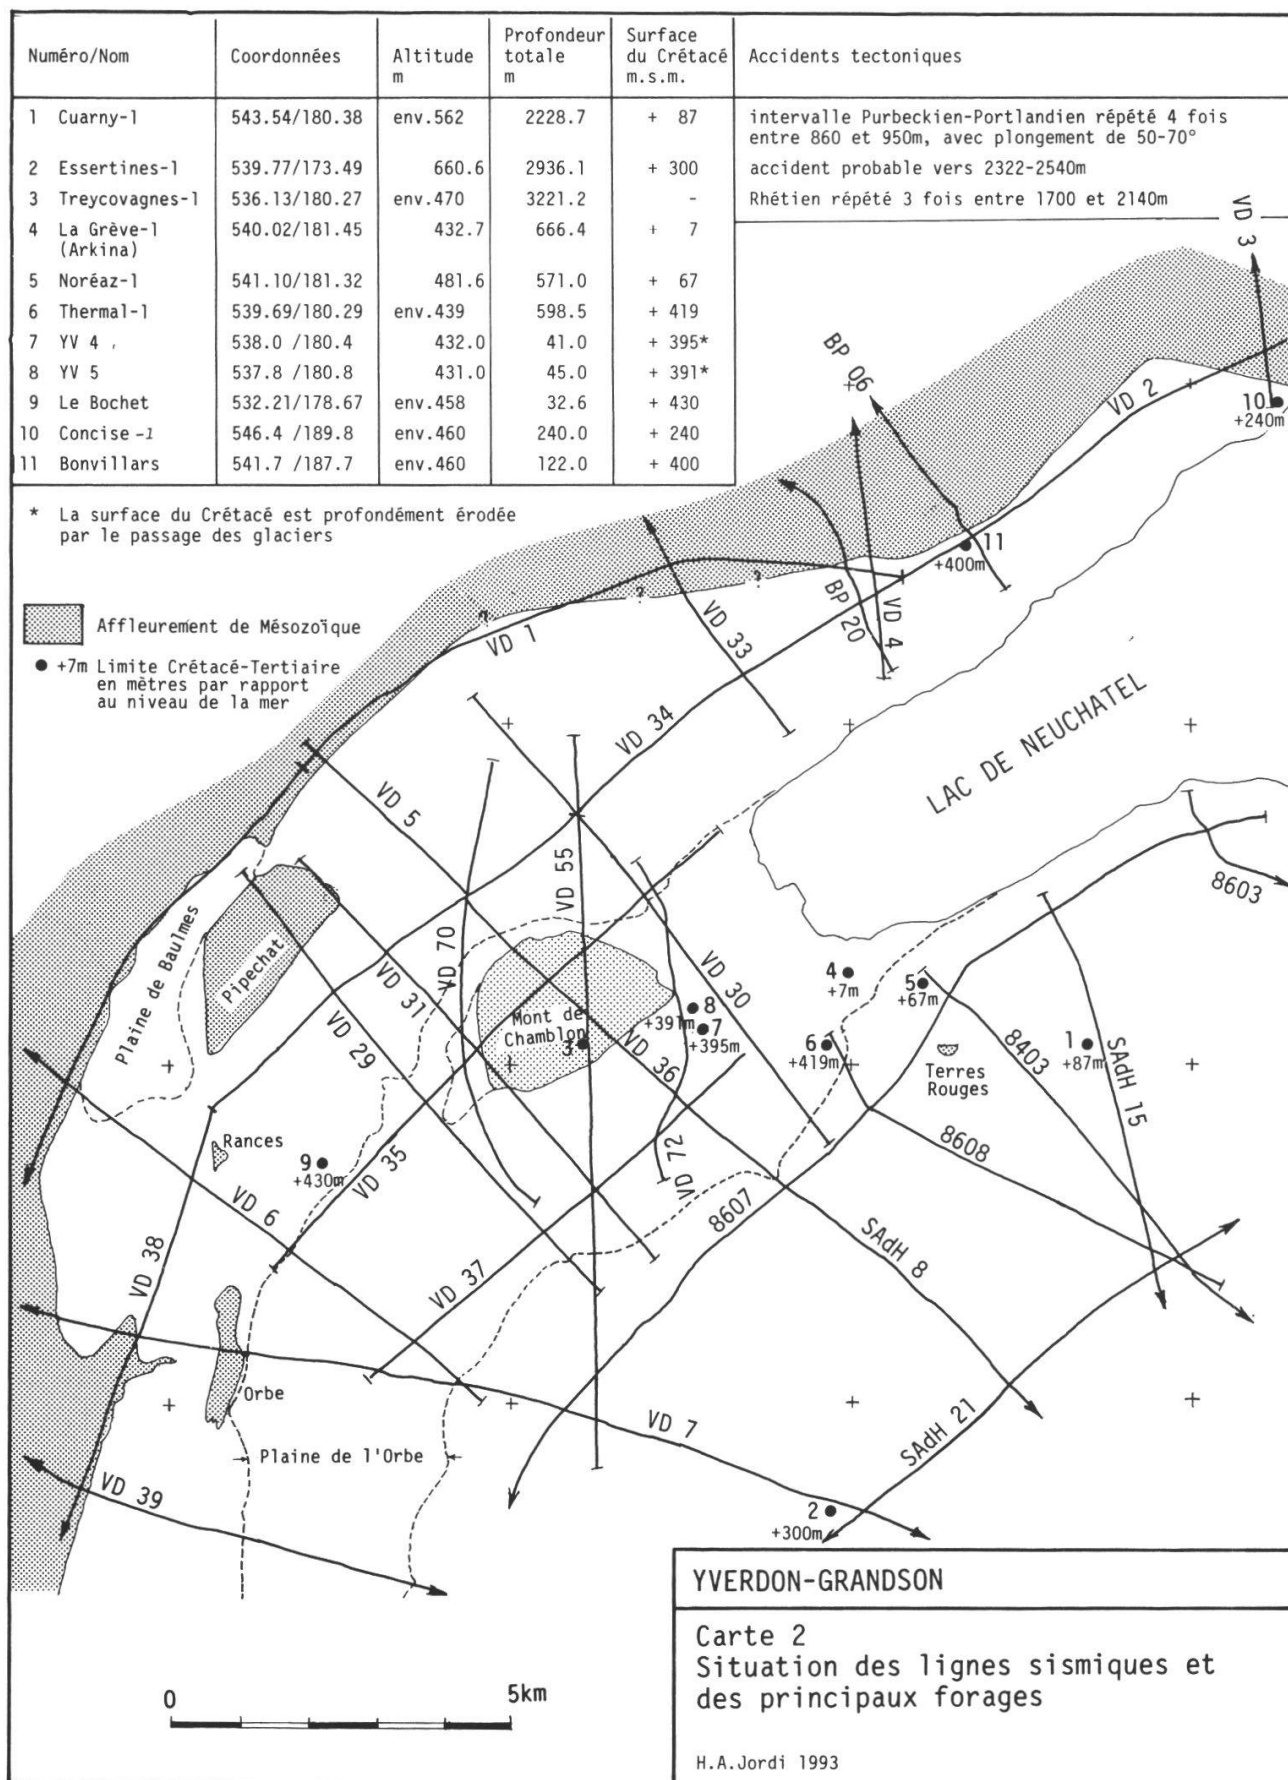 Numéro/Nom Coordonnées Altitude m Profondeur totale m Surface du Crétacé m.s.m. Accidents tectoniques
1 Cuarny-1 543.54/180.38 env.562 2228.7 + 87 intervalle Purbeckien-Portlandien répété 4 fois
entre 860 et 950m, avec plongement de 50-70°
2 Essertines-1 539.77/173.49 660.6 2936.1 + 300 accident probable vers 2322-2540m
3 Treycovagnes-1 536.13/180.27 env.470 3221.2 - Rhétien répété 3 fois entre 1700 et 2140m
4 La Grève-1 540.02/181.45 432.7 666.4 + 7
(Arkina)
5 Noréaz-1 541.10/181.32 481.6 571.0 + 67
6 Thermal-1 539.69/180.29 env.439 598.5 + 419
7 YV 4 538.0 /180.4 432.0 41.0 + 395*
8 YV 5 537.8 /180.8 431.0 45.0 + 391*
9 Le Bochet 532.21/178.67 env.458 32.6 + 430
10 Concise-1 546.4 /189.8 env.460 240.0 + 240
11 Bonvillars 541.7 /187.7 env.460 122.0 + 400
* La surface du Crétacé est profondément érodée
par le passage des glaciers
Affleurement de Mésozoïque
+7m Limite Crétacé-Tertiaire
en mètres par rapport
au niveau de la mer
VD 3
BP 06
VD 2
10
+240m
11
+400m
BP 20
VD 4
VD 33
VD 1
?
?
?
VD 34
LAC DE NEUCHATEL
VD 5
VD 55
8603
Plaine de Baulmes
Pipechat
VD 70
VD 31
VD 30
VD 29
Mont de
Chamblon
3
8
+391m
7
+395m
4
+7m
5
+67m
6
+419m
Terres
Rouges
8403
1
+87m
SAdH 15
VD 36
Rances
9
+430m
VD 35
VD 72
8608
VD 6
8607
VD 38
VD 37
SAdH 8
Orbe
VD 7
SAdH 21
Plaine de l'Orbe
VD 39
2
+300m
0 5km
YVERDON-GRANDSON
Carte 2
Situation des lignes sismiques et
des principaux forages
H.A.Jordi 1993